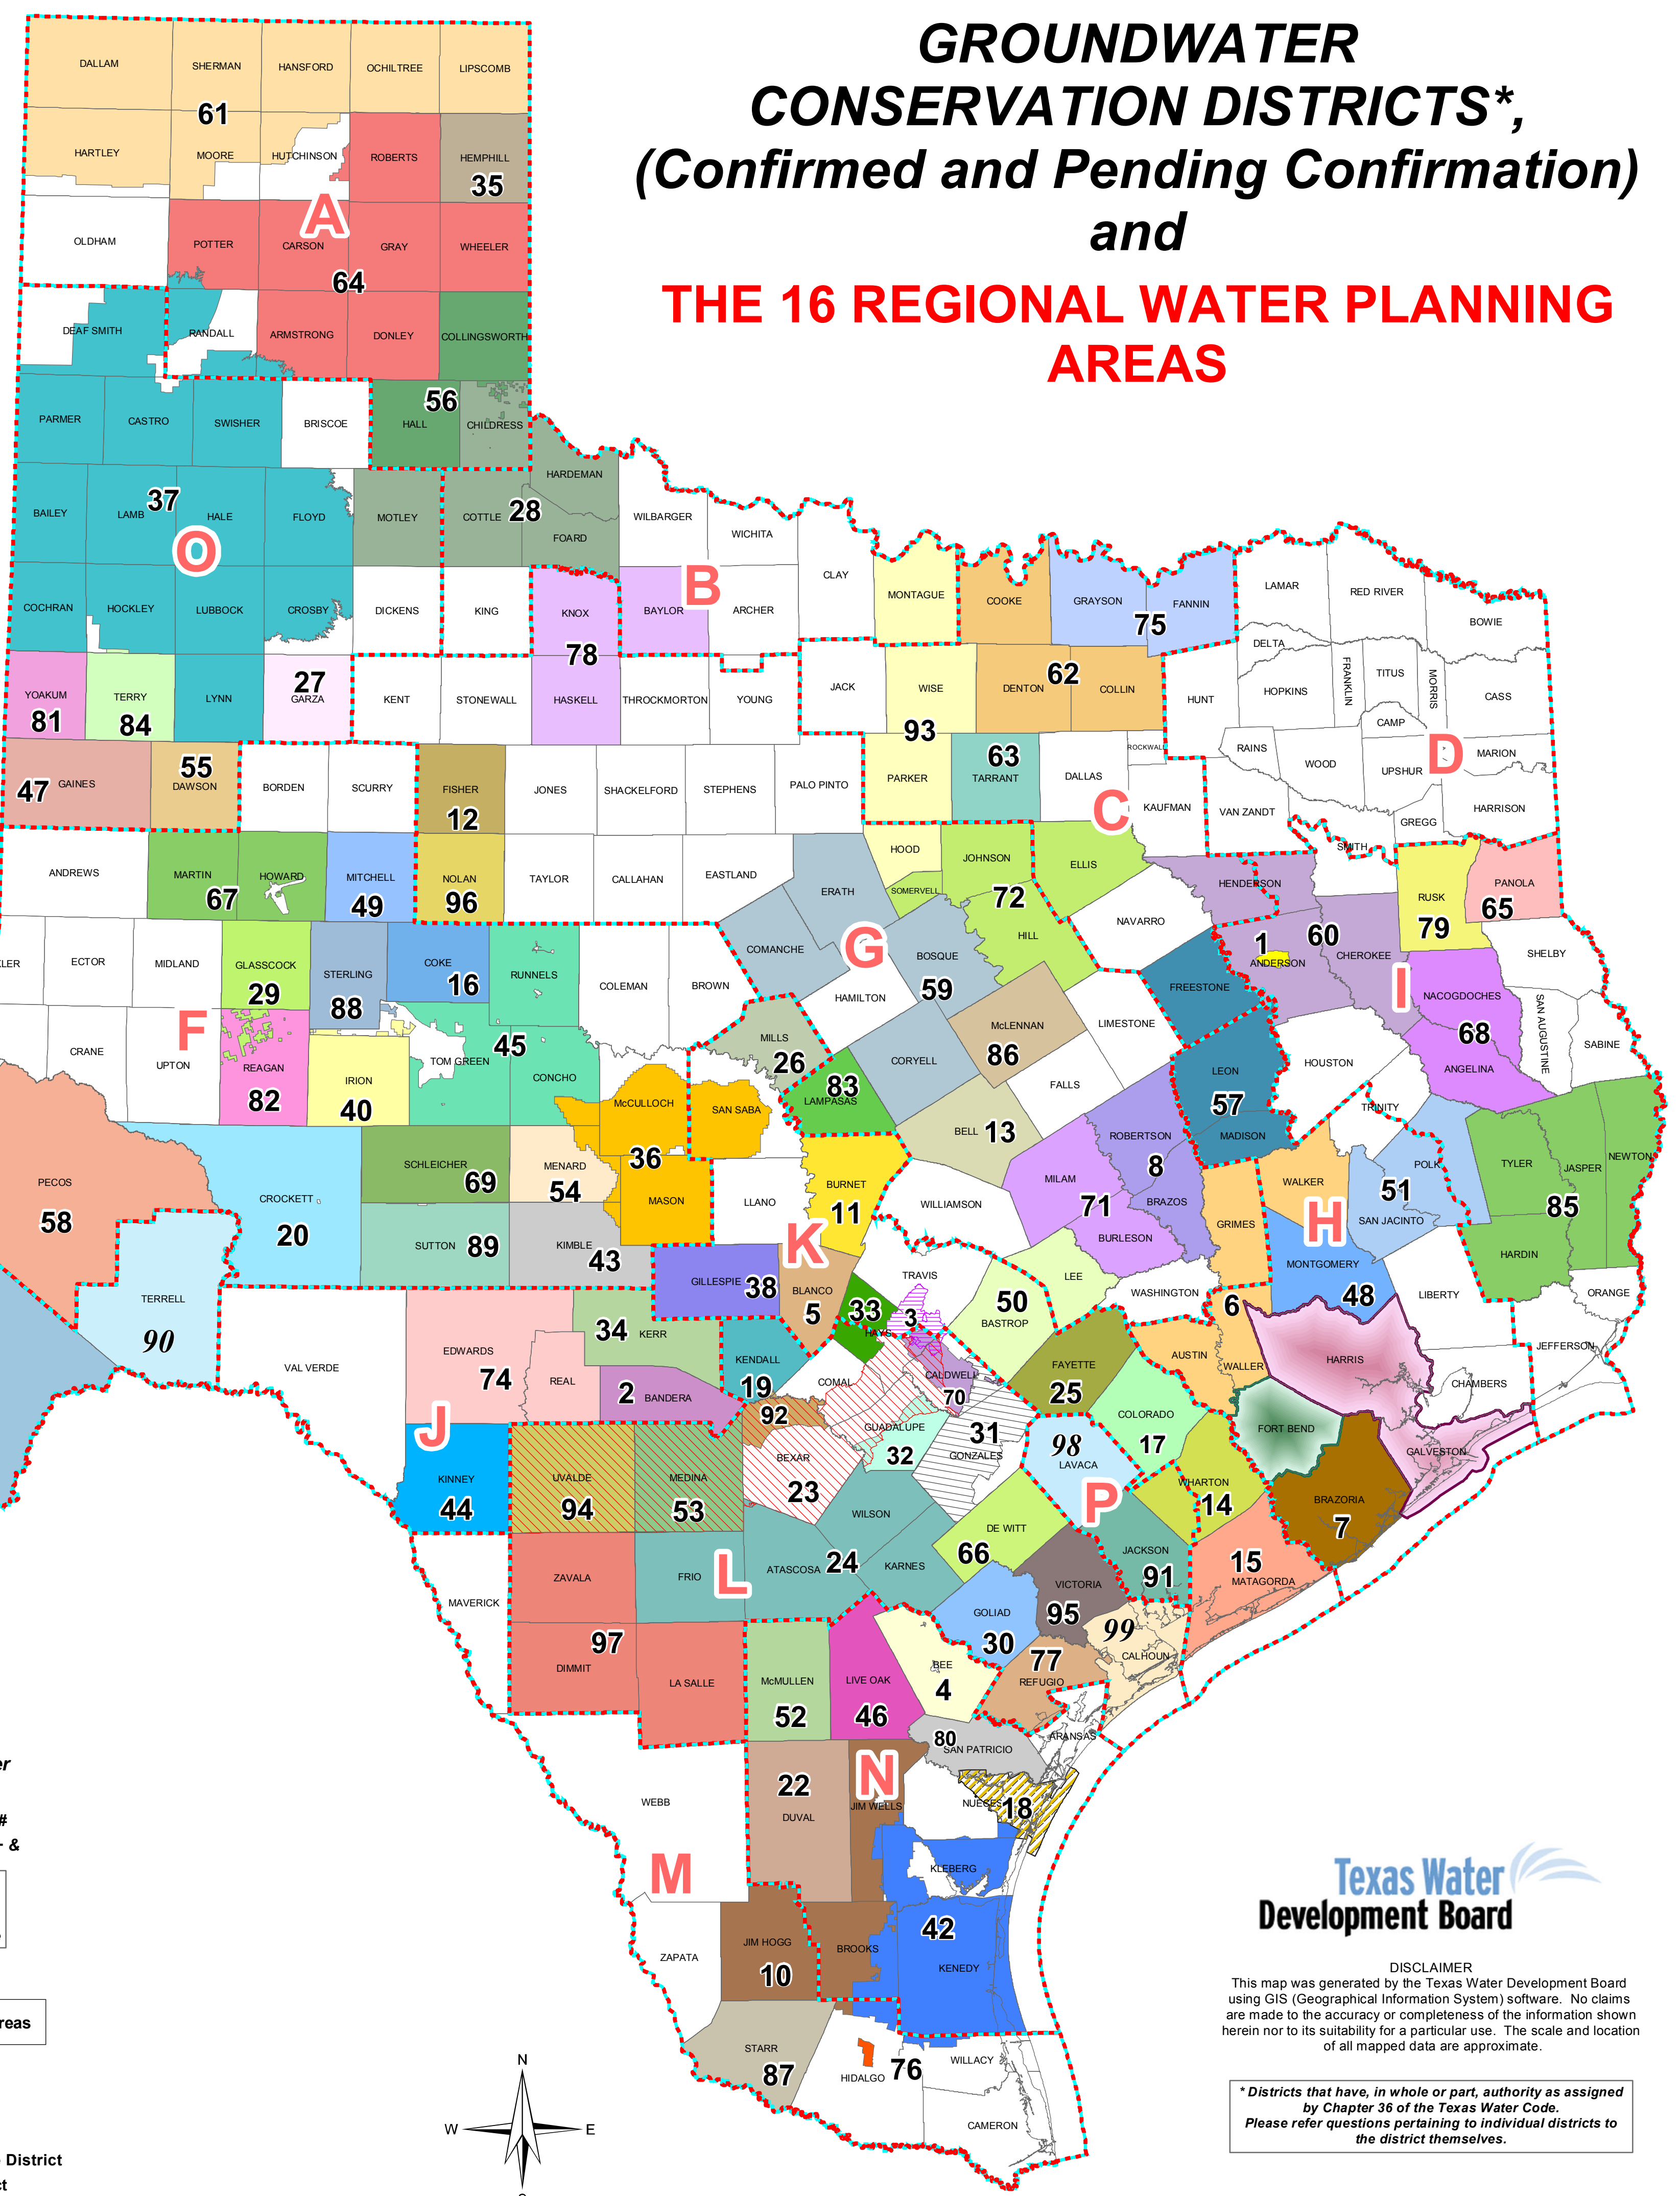 GROUNDWATER
CONSERVATION DISTRICTS*,
(Confirmed and Pending Confirmation)
and
THE 16 REGIONAL WATER PLANNING
AREAS
DALLAM
SHERMAN
HANSFORD
OCHILTREE
LIPSCOMB
61
HARTLEY
MOORE
HUTCHINSON
ROBERTS
HEMPHILL
35
A
OLDHAM
POTTER
CARSON
GRAY
WHEELER
64
DEAF SMITH
RANDALL
ARMSTRONG
DONLEY
COLLINGSWORTH
PARMER
CASTRO
SWISHER
BRISCOE
56
HALL
CHILDRESS
HARDEMAN
BAILEY
LAMB
37
HALE
FLOYD
MOTLEY
COTTLE
28
FOARD
WILBARGER
WICHITA
O
COCHRAN
HOCKLEY
LUBBOCK
CROSBY
DICKENS
KING
KNOX
BAYLOR
B
ARCHER
CLAY
MONTAGUE
COOKE
GRAYSON
FANNIN
75
LAMAR
RED RIVER
BOWIE
DELTA
78
YOAKUM
81
TERRY
84
LYNN
27
GARZA
KENT
STONEWALL
HASKELL
THROCKMORTON
YOUNG
JACK
WISE
93
DENTON
62
COLLIN
HUNT
HOPKINS
FRANKLIN
TITUS
MORRIS
CASS
CAMP
47
GAINES
55
DAWSON
BORDEN
SCURRY
FISHER
12
JONES
SHACKELFORD
STEPHENS
PALO PINTO
PARKER
63
TARRANT
DALLAS
ROCKWALL
C
KAUFMAN
RAINS
WOOD
UPSHUR
D
MARION
VAN ZANDT
GREGG
HARRISON
SMITH
ANDREWS
MARTIN
67
HOWARD
MITCHELL
49
NOLAN
96
TAYLOR
CALLAHAN
EASTLAND
ERATH
HOOD
SOMERVELL
JOHNSON
72
ELLIS
HILL
NAVARRO
HENDERSON
RUSK
79
PANOLA
65
ECTOR
MIDLAND
GLASSCOCK
29
STERLING
88
COKE
16
RUNNELS
COLEMAN
BROWN
COMANCHE
G
HAMILTON
BOSQUE
59
1
ANDERSON
60
CHEROKEE
I
NACOGDOCHES
68
SHELBY
FREESTONE
SAN AUGUSTINE
SABINE
CRANE
UPTON
F
REAGAN
82
IRION
40
TOM GREEN
45
CONCHO
McCULLOCH
SAN SABA
MILLS
26
83
LAMPASAS
CORYELL
McLENNAN
86
LIMESTONE
FALLS
LEON
57
HOUSTON
ANGELINA
TRINITY
MADISON
PECOS
58
CROCKETT
20
SCHLEICHER
69
MENARD
54
36
MASON
LLANO
BURNET
11
BELL
13
WILLIAMSON
MILAM
71
ROBERTSON
8
BRAZOS
BURLESON
WALKER
GRIMES
H
51
POLK
SAN JACINTO
TYLER
JASPER
NEWTON
85
HARDIN
SUTTON
89
KIMBLE
43
GILLESPIE
38
K
BLANCO
5
TRAVIS
33
3
HAYS
LEE
50
BASTROP
WASHINGTON
6
MONTGOMERY
48
LIBERTY
ORANGE
TERRELL
90
VAL VERDE
EDWARDS
74
REAL
34
KERR
2
BANDERA
KENDALL
19
COMAL
CALDWELL
70
FAYETTE
25
AUSTIN
WALLER
HARRIS
JEFFERSON
CHAMBERS
J
KINNEY
44
92
UVALDE
94
MEDINA
53
BEXAR
23
GUADALUPE
32
31
GONZALES
98
LAVACA
COLORADO
17
FORT BEND
GALVESTON
P
WHARTON
14
BRAZORIA
7
MAVERICK
ZAVALA
FRIO
L
ATASCOSA
24
WILSON
KARNES
DE WITT
66
VICTORIA
95
JACKSON
91
15
MATAGORDA
97
DIMMIT
LA SALLE
McMULLEN
52
LIVE OAK
46
BEE
4
GOLIAD
30
77
REFUGIO
99
CALHOUN
80
SAN PATRICIO
ARANSAS
WEBB
22
DUVAL
N
JIM WELLS
NUECES
18
M
KLEBERG
ZAPATA
JIM HOGG
10
BROOKS
42
KENEDY
STARR
87
HIDALGO
76
WILLACY
CAMERON
#
&
reas
District
N
W
E
Texas Water
Development Board
DISCLAIMER
This map was generated by the Texas Water Development Board
using GIS (Geographical Information System) software. No claims
are made to the accuracy or completeness of the information shown
herein nor to its suitability for a particular use. The scale and location
of all mapped data are approximate.
* Districts that have, in whole or part, authority as assigned
by Chapter 36 of the Texas Water Code.
Please refer questions pertaining to individual districts to
the district themselves.